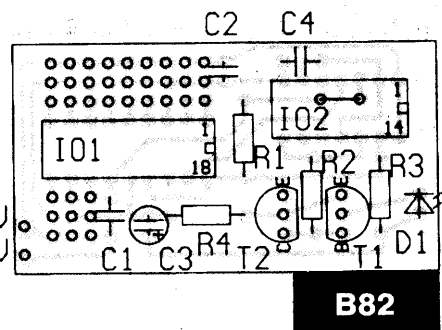 C2 C4
1
IO1
18
1
IO2
14
R1 R2 R3
E E
C1 C3 R4 T2 C B T1 D1
B82